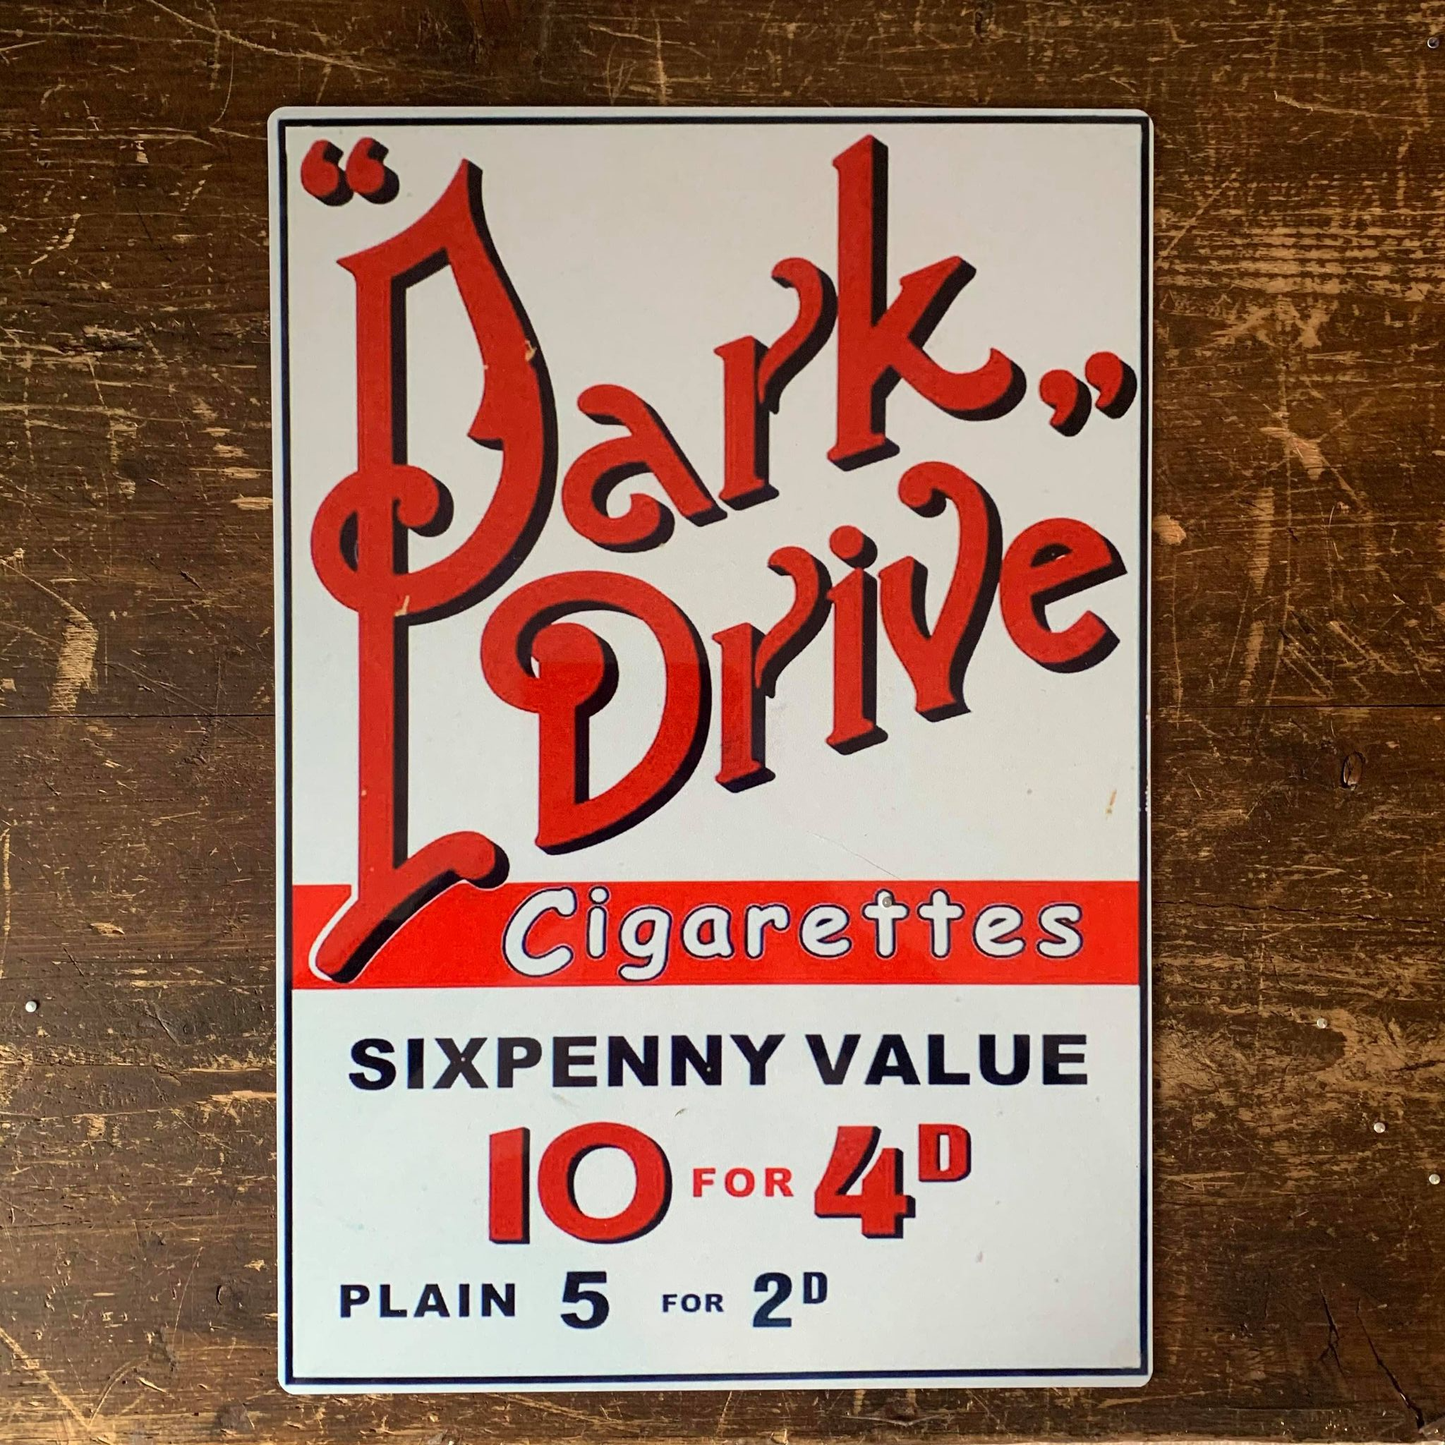 “Park
Drive”
Cigarettes
SIXPENNY VALUE
10 FOR 4D
PLAIN 5 FOR 2D